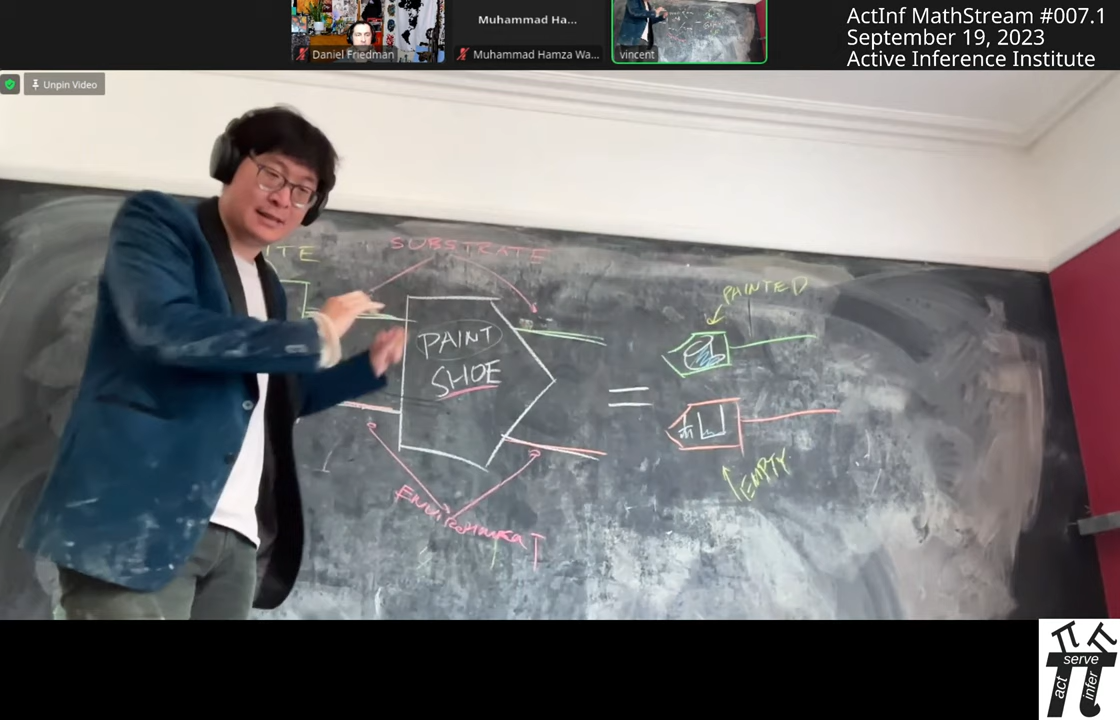 ActInf MathStream #007.1
September 19, 2023
Active Inference Institute
Muhammad Ha...
Daniel Friedman
Muhammad Hamza Wa...
vincent
Unpin Video
ITE
SUBSTRATE
PAINTED
PAINT
SHOE
=
EMPTY
ENVIRONMENT
π π
serve
π
act
infer